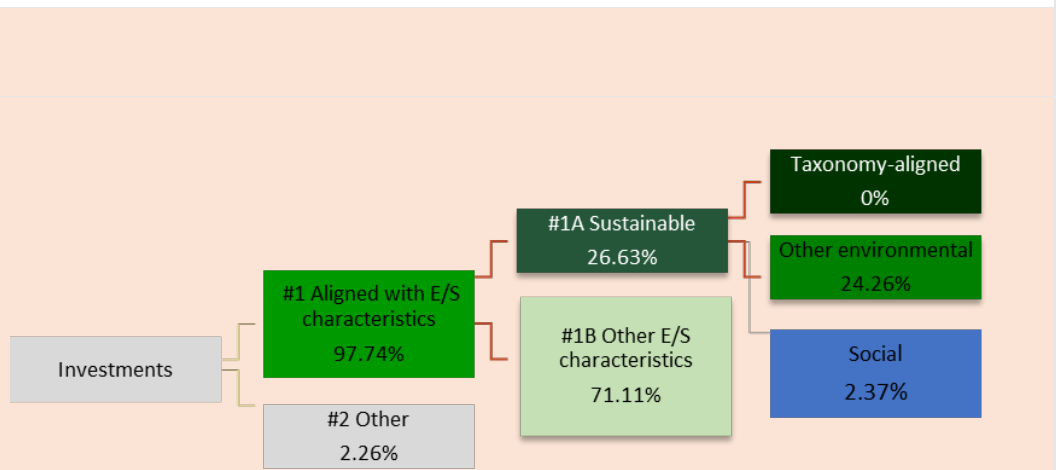 Investments
#1 Aligned with E/S
characteristics
97.74%
#2 Other
2.26%
#1A Sustainable
26.63%
#1B Other E/S
characteristics
71.11%
Taxonomy-aligned
0%
Other environmental
24.26%
Social
2.37%